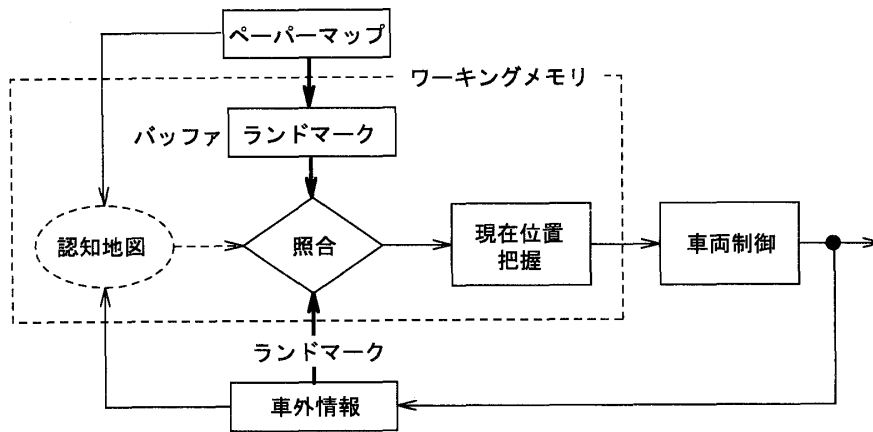 ペーパーマップ
ワーキングメモリ
バッファ
ランドマーク
認知地図
照合
現在位置
把握
車両制御
ランドマーク
車外情報